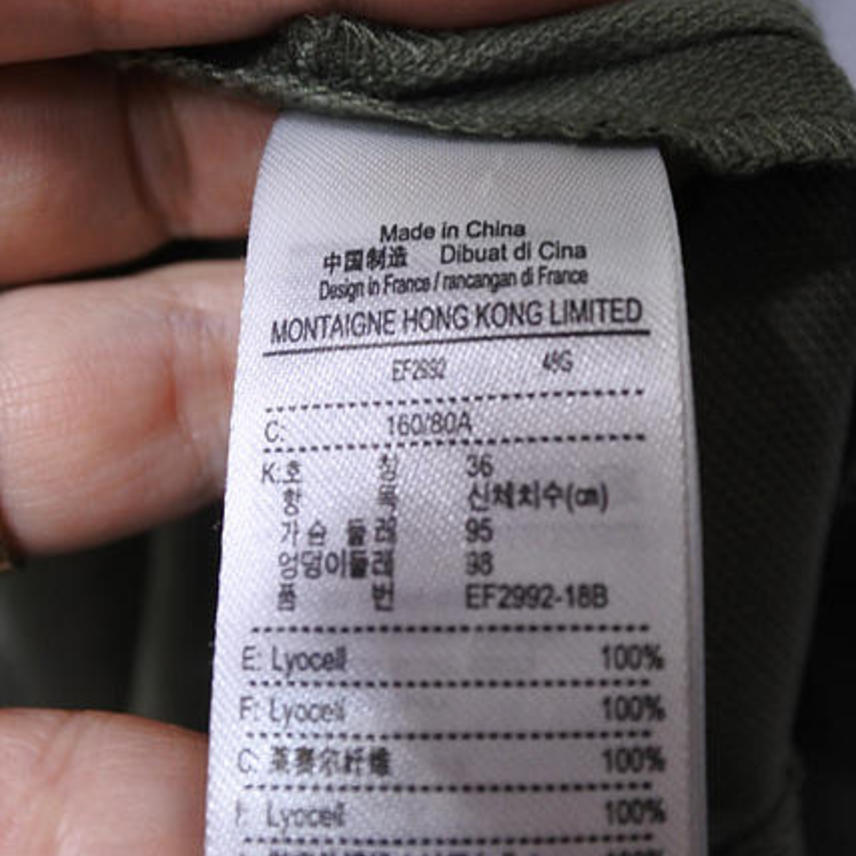 Made in China
中国制造 Dibuat di Cina
Design in France / rancangan di France
MONTAIGNE HONG KONG LIMITED
EF2992 48G
C: 160/80A
K:호 칭 36
항 목 신체치수(㎝)
가슴 둘레 95
엉덩이둘레 98
품 번 EF2992-18B
E: Lyocell 100%
F: Lyocell 100%
C: 莱赛尔纤维 100%
I: Lyocell 100%